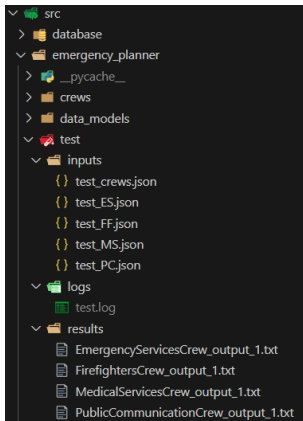 src
database
emergency_planner
__pycache__
crews
data_models
test
inputs
{} test_crews.json
{} test_ES.json
{} test_FF.json
{} test_MS.json
{} test_PC.json
logs
test.log
results
EmergencyServicesCrew_output_1.txt
FirefightersCrew_output_1.txt
MedicalServicesCrew_output_1.txt
PublicCommunicationCrew_output_1.txt